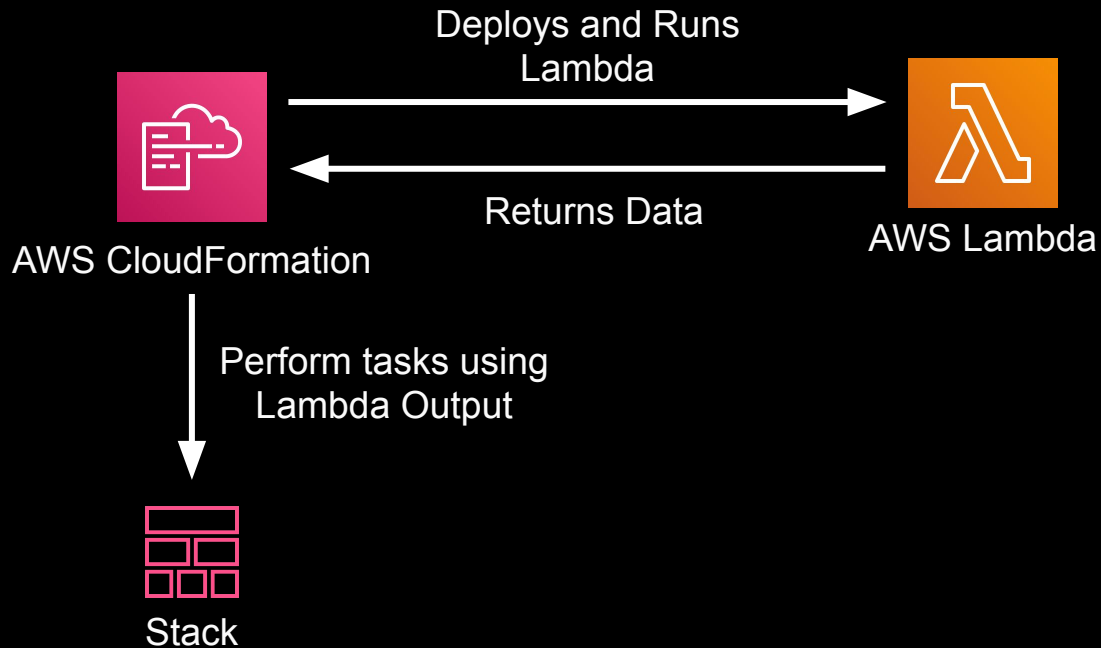 Deploys and Runs
Lambda
Returns Data
AWS CloudFormation
AWS Lambda
Perform tasks using
Lambda Output
Stack